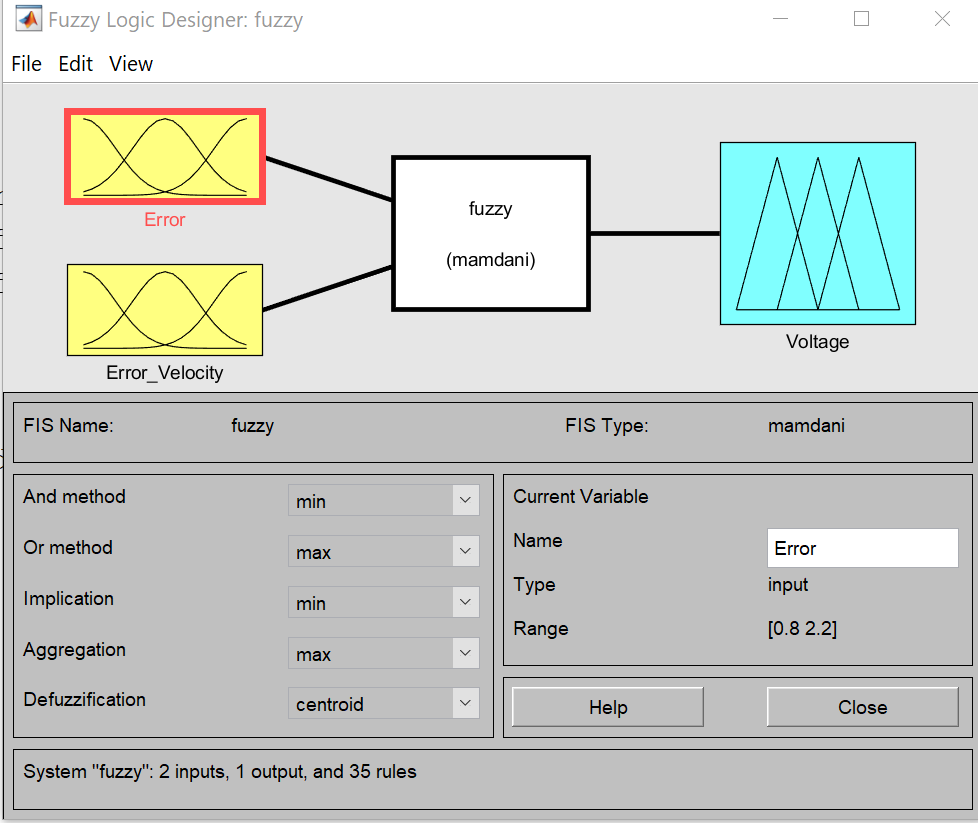 Fuzzy Logic Designer: fuzzy
File Edit View
Error
Error_Velocity
fuzzy
(mamdani)
Voltage
FIS Name: fuzzy FIS Type: mamdani
And method min
Or method max
Implication min
Aggregation max
Defuzzification centroid
Current Variable
Name Error
Type input
Range [0.8 2.2]
Help Close
System "fuzzy": 2 inputs, 1 output, and 35 rules